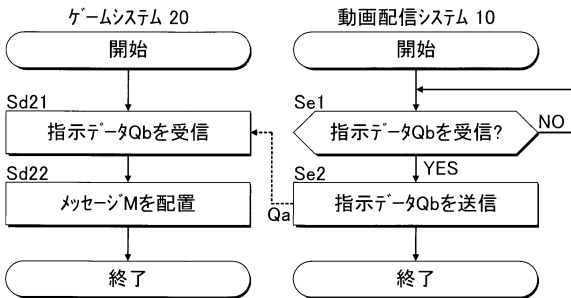 ゲームシステム 20
動画配信システム 10
開始
開始
Sd21
Se1
指示データQbを受信
指示データQbを受信?
NO
YES
Sd22
Se2
メッセージMを配置
指示データQbを送信
Qa
終了
終了